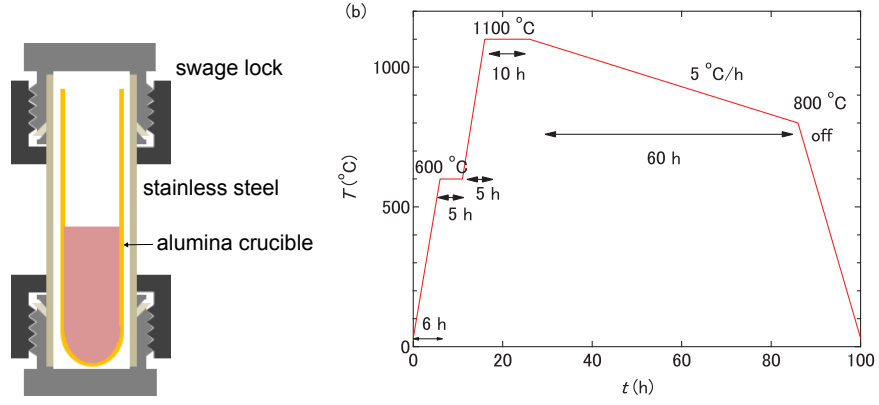 swage lock
stainless steel
alumina crucible
(b)
1100 °C
10 h
5 °C/h
800 °C
off
60 h
600 °C
5 h
5 h
6 h
1000
500
0
T(°C)
0
20
40
60
80
100
t(h)